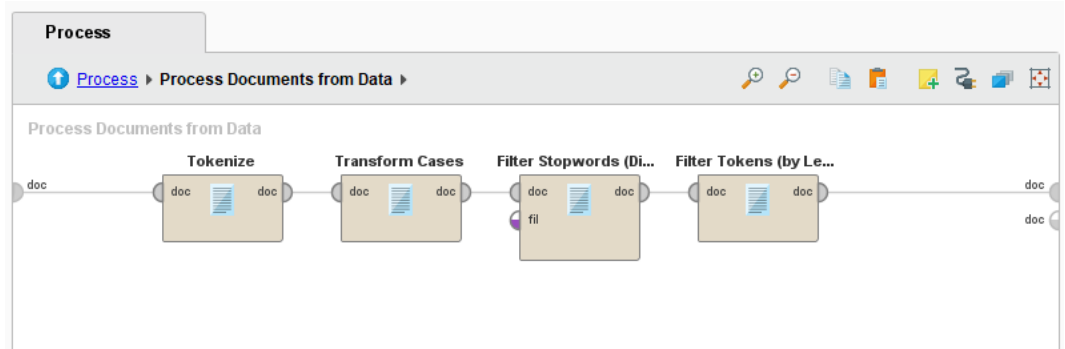 Process
Process ▸ Process Documents from Data ▸
Process Documents from Data
Tokenize Transform Cases Filter Stopwords (Di... Filter Tokens (by Le...
doc doc doc doc doc doc doc doc doc doc
fil doc